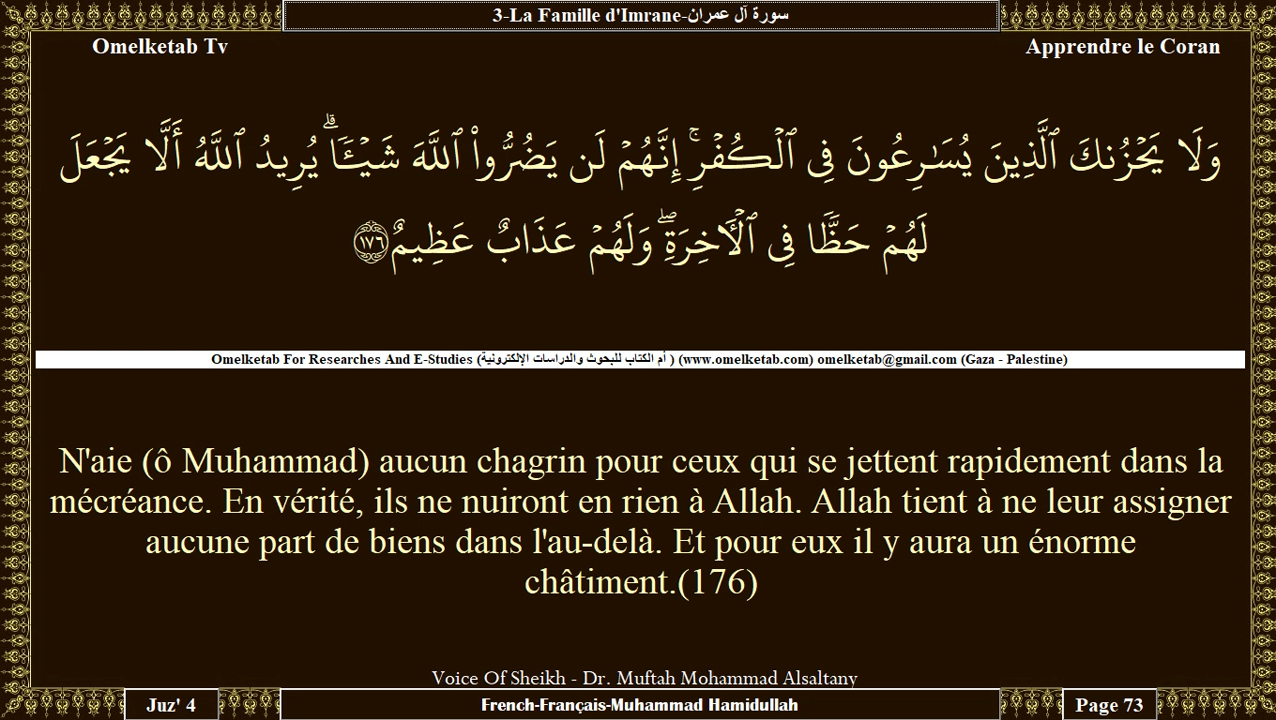 3-La Famille d'Imrane-سورة آل عمران
Omelketab Tv
Apprendre le Coran
وَلَا يَحْزُنكَ ٱلَّذِينَ يُسَـٰرِعُونَ فِى ٱلْكُفْرِ ۚ إِنَّهُمْ لَن يَضُرُّوا۟ ٱللَّهَ شَيْـًٔا ۗ يُرِيدُ ٱللَّهُ أَلَّا يَجْعَلَ
لَهُمْ حَظًّا فِى ٱلْـَٔاخِرَةِ ۖ وَلَهُمْ عَذَابٌ عَظِيمٌ ١٧٦
Omelketab For Researches And E-Studies (أم الكتاب للبحوث والدراسات الإلكترونية ) (www.omelketab.com) omelketab@gmail.com (Gaza - Palestine)
N'aie (ô Muhammad) aucun chagrin pour ceux qui se jettent rapidement dans la
mécréance. En vérité, ils ne nuiront en rien à Allah. Allah tient à ne leur assigner
aucune part de biens dans l'au-delà. Et pour eux il y aura un énorme
châtiment.(176)
Voice Of Sheikh - Dr. Muftah Mohammad Alsaltany
Juz' 4
French-Français-Muhammad Hamidullah
Page 73